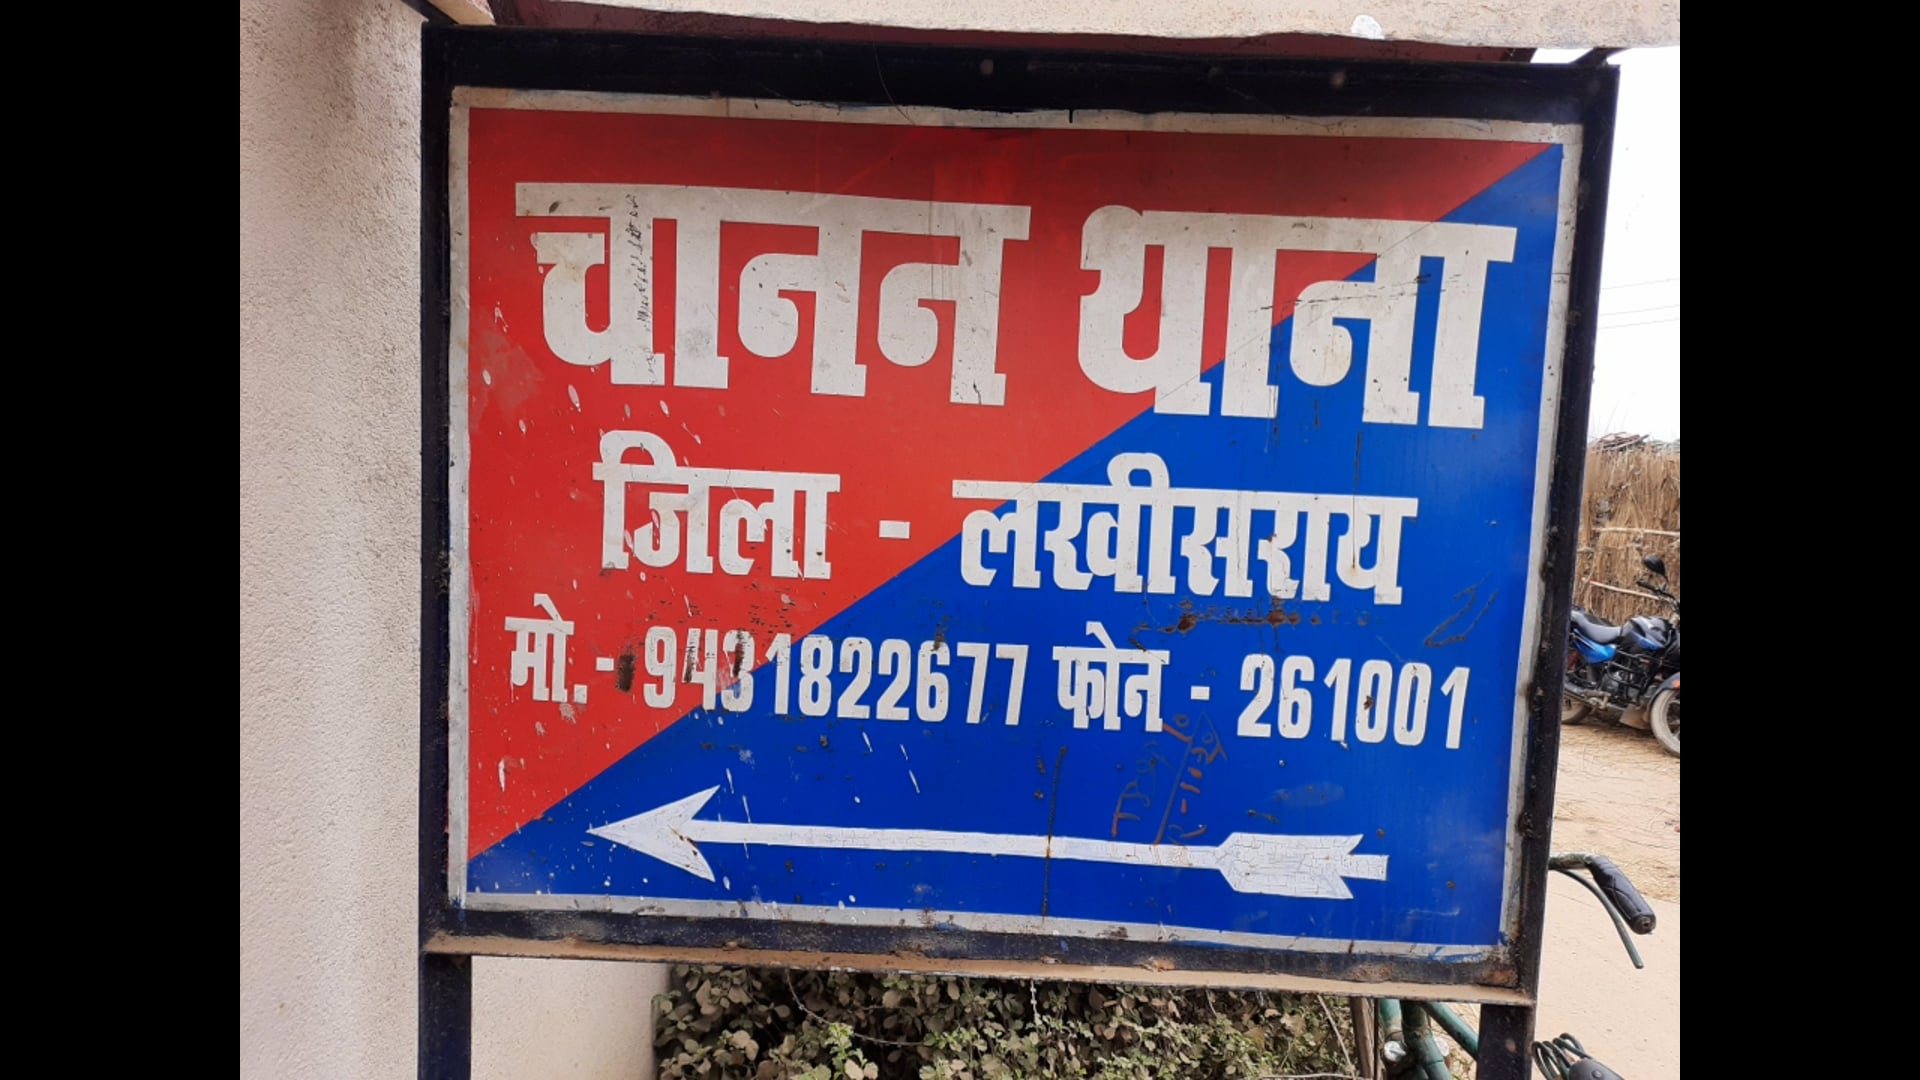 चानन थाना
जिला - लखीसराय
मो.- 9431822677 फोन - 261001